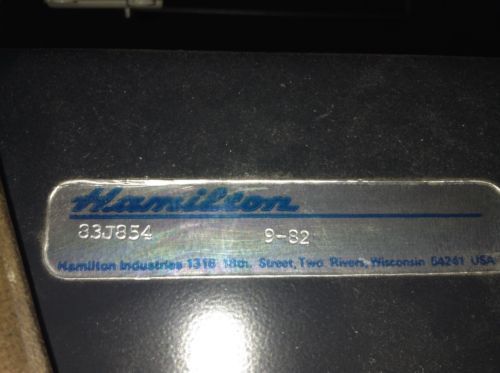 Hamilton
83J854 9-82
Hamilton Industries 1316 18th. Street, Two Rivers, Wisconsin 54241 USA